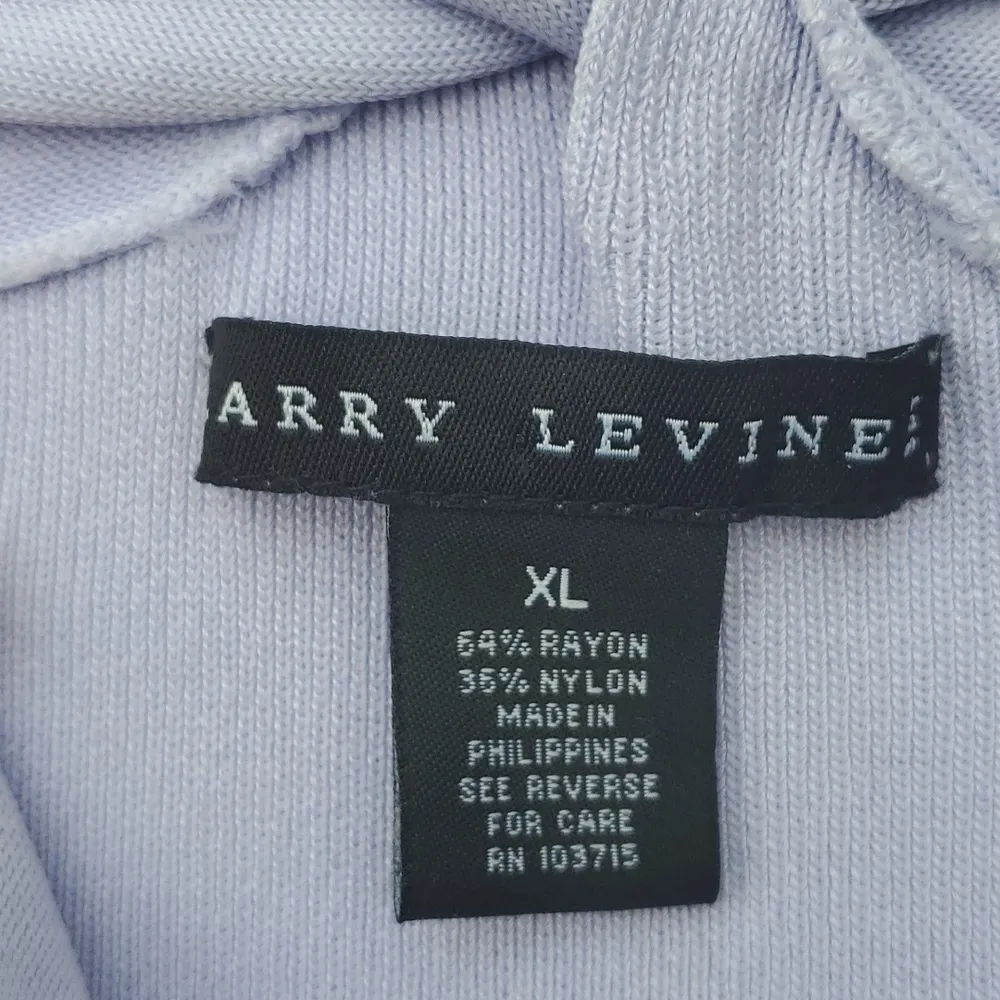 ARRY LEVINE
XL
64% RAYON
36% NYLON
MADE IN
PHILIPPINES
SEE REVERSE
FOR CARE
RN 103715